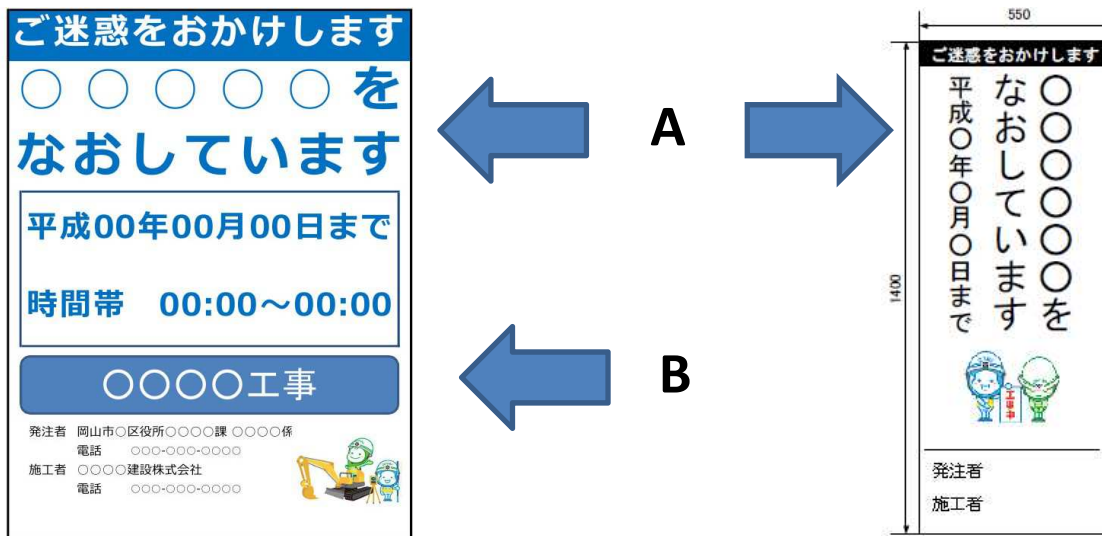 ご迷惑をおかけします
○○○○○を
なおしています
平成00年00月00日まで
時間帯 00:00～00:00
○○○○工事
発注者 岡山市○区役所○○○○課 ○○○○係
電話 ○○○-○○○-○○○○
施工者 ○○○○建設株式会社
電話 ○○○-○○○-○○○○
A
B
550
1400
ご迷惑をおかけします
○○○○○○を
なおしています
平成○年○月○日まで
工事中
発注者
施工者